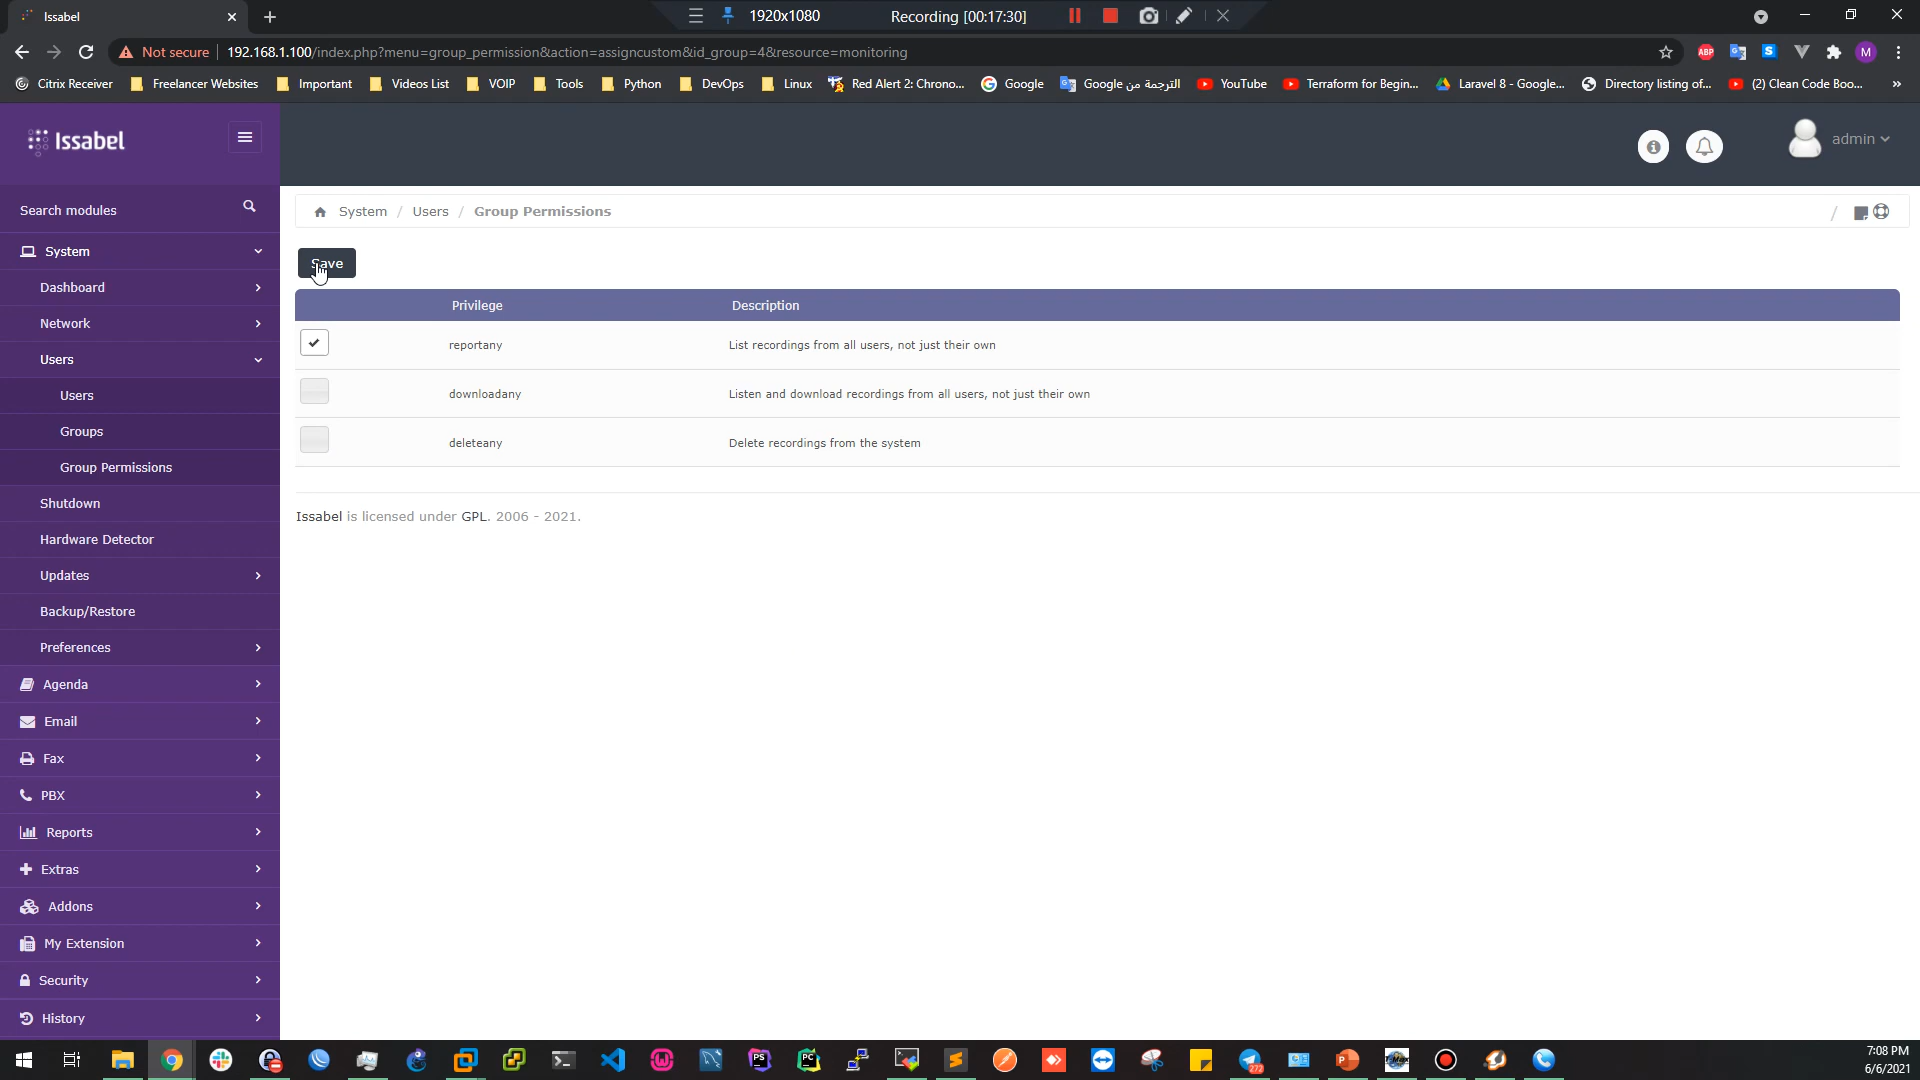 Issabel
1920x1080
Recording [00:17:30]
Not secure
192.168.1.100/index.php?menu=group_permission&action=assigncustom&id_group=4&resource=monitoring
ABP
M
Citrix Receiver
Freelancer Websites
Important
Videos List
VOIP
Tools
Python
DevOps
Linux
Red Alert 2: Chrono...
Google
الترجمة من Google
YouTube
Terraform for Begin...
Laravel 8 - Google...
Directory listing of...
(2) Clean Code Boo...
»
Issabel
admin
Search modules
System / Users / Group Permissions
/
System
Save
Dashboard
Privilege
Description
Network
reportany
List recordings from all users, not just their own
Users
Users
downloadany
Listen and download recordings from all users, not just their own
Groups
deleteany
Delete recordings from the system
Group Permissions
Shutdown
Issabel is licensed under GPL. 2006 - 2021.
Hardware Detector
Updates
Backup/Restore
Preferences
Agenda
Email
Fax
PBX
Reports
Extras
Addons
My Extension
Security
History
PS
PC
272
7:08 PM
6/6/2021